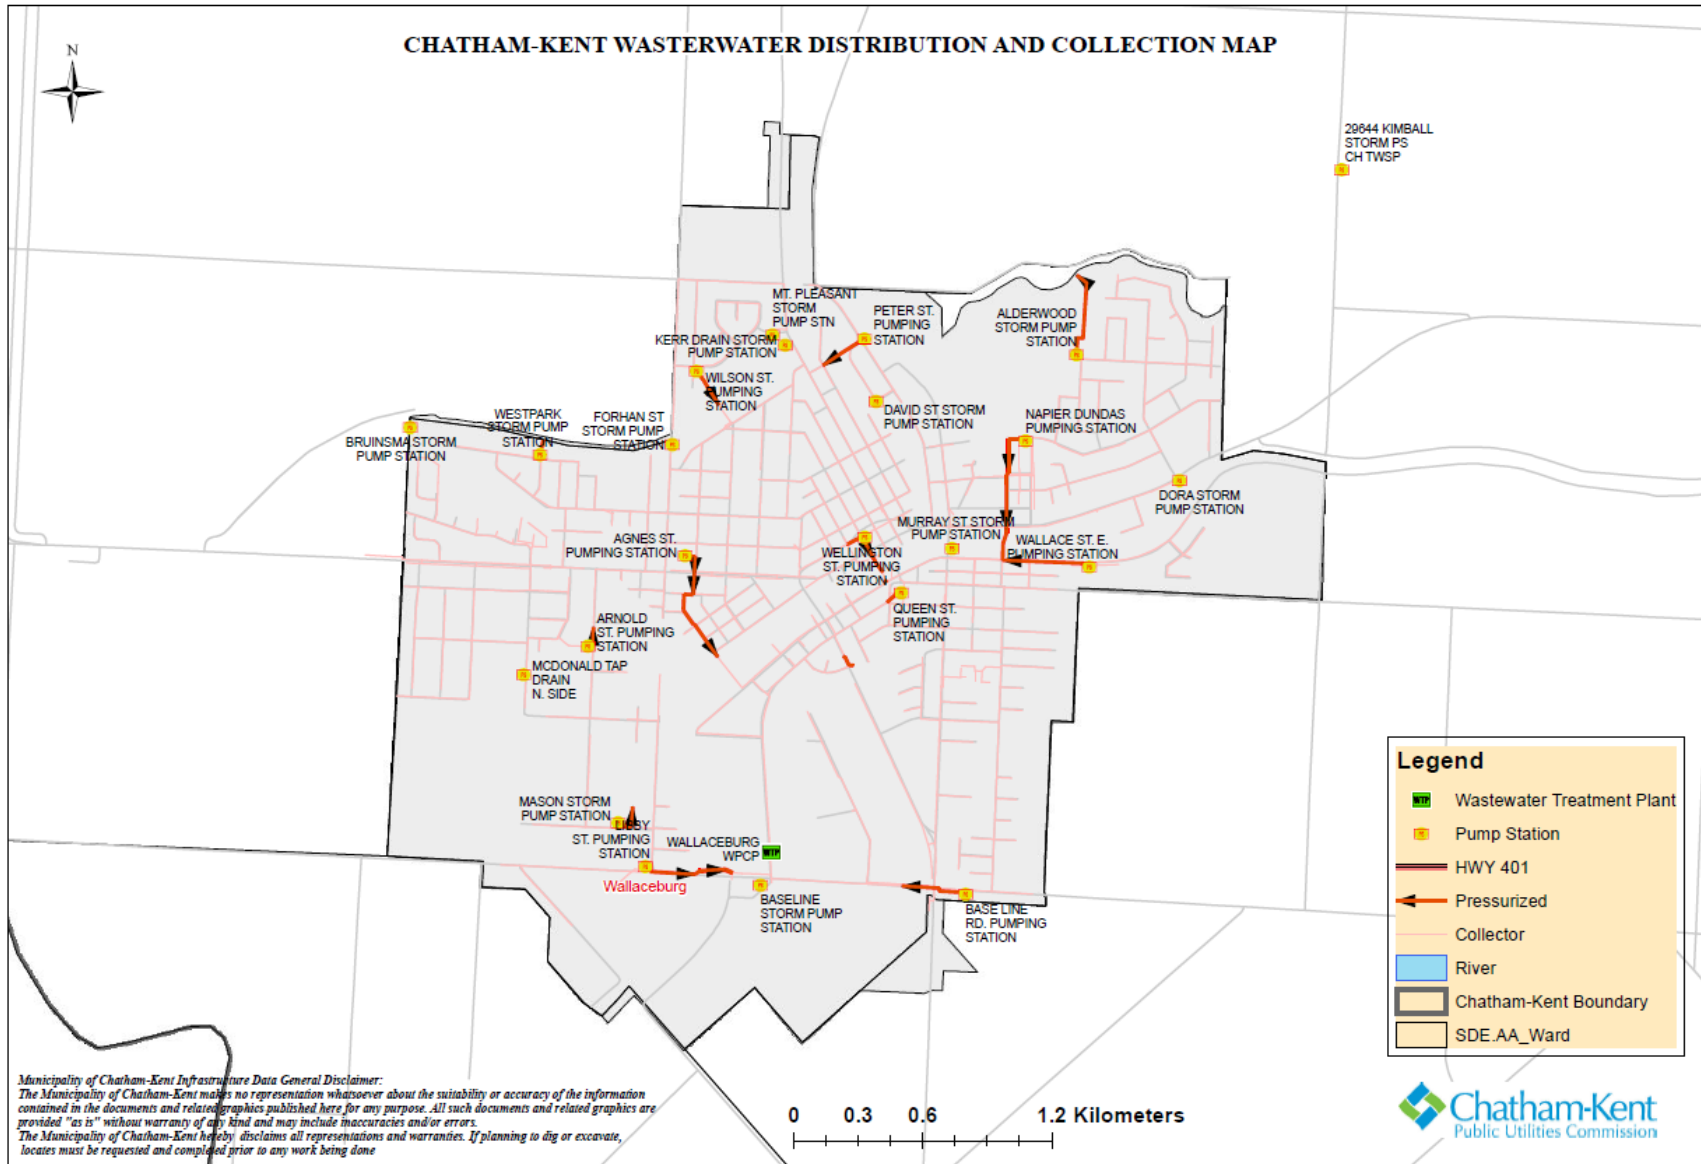 CHATHAM-KENT WASTERWATER DISTRIBUTION AND COLLECTION MAP
N
29644 KIMBALL
STORM PS
CH TWSP
MT. PLEASANT
STORM
PUMP STN
PETER ST.
PUMPING
STATION
ALDERWOOD
STORM PUMP
STATION
KERR DRAIN STORM
PUMP STATION
WILSON ST.
PUMPING
STATION
DAVID ST STORM
PUMP STATION
NAPIER DUNDAS
PUMPING STATION
WESTPARK
STORM PUMP
STATION
FORHAN ST
STORM PUMP
STATION
BRUINSMA STORM
PUMP STATION
DORA STORM
PUMP STATION
MURRAY ST STORM
PUMP STATION
WALLACE ST. E.
PUMPING STATION
AGNES ST.
PUMPING STATION
WELLINGTON
ST. PUMPING
STATION
QUEEN ST.
PUMPING
STATION
ARNOLD
ST. PUMPING
STATION
MCDONALD TAP
DRAIN
N. SIDE
MASON STORM
PUMP STATION
LIBBY
ST. PUMPING
STATION
WALLACEBURG
WPCP
WTP
Wallaceburg
BASELINE
STORM PUMP
STATION
BASE LINE
RD. PUMPING
STATION
Legend
WTP Wastewater Treatment Plant
Pump Station
HWY 401
Pressurized
Collector
River
Chatham-Kent Boundary
SDE.AA_Ward
Municipality of Chatham-Kent Infrastructure Data General Disclaimer:
The Municipality of Chatham-Kent makes no representation whatsoever about the suitability or accuracy of the information
contained in the documents and related graphics published here for any purpose. All such documents and related graphics are
provided "as is" without warranty of any kind and may include inaccuracies and/or errors.
The Municipality of Chatham-Kent hereby disclaims all representations and warranties. If planning to dig or excavate,
locates must be requested and completed prior to any work being done
0 0.3 0.6 1.2 Kilometers
Chatham-Kent
Public Utilities Commission